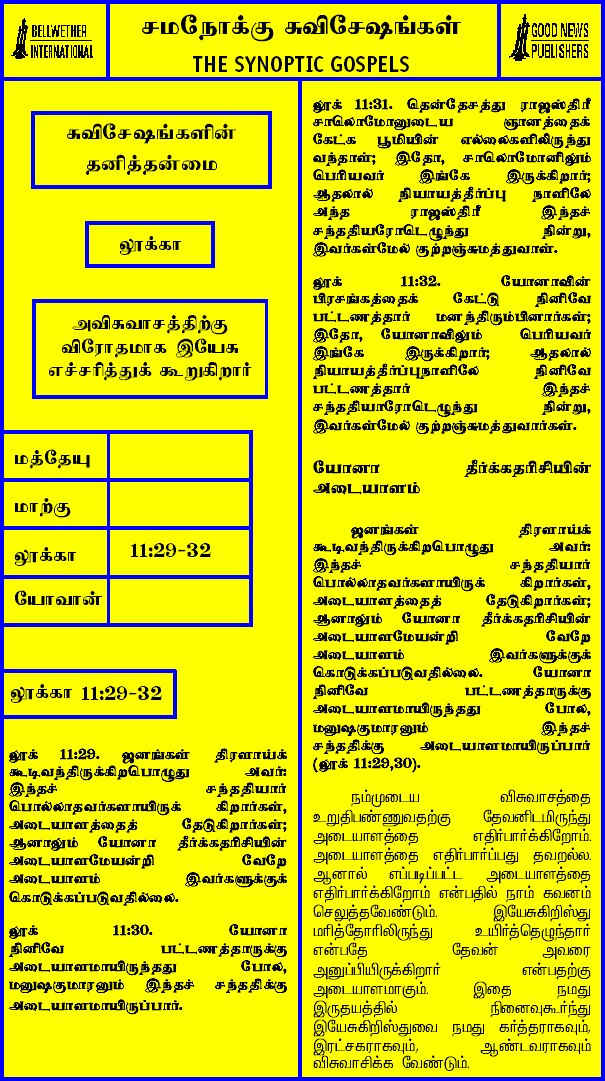 BELLWETHER
INTERNATIONAL
சமநோக்கு சுவிசேஷங்கள்
THE SYNOPTIC GOSPELS
GOOD NEWS
PUBLISHERS
சுவிசேஷங்களின்
தனித்தன்மை
லூக்கா
அவிசுவாசத்திற்கு
விரோதமாக இயேசு
எச்சரித்துக் கூறுகிறார்
மத்தேயு
மாற்கு
லூக்கா 11:29-32
யோவான்
லூக்கா 11:29-32
லூக் 11:29. ஜனங்கள் திரளாய்க்
கூடிவந்திருக்கிறபொழுது அவர்:
இந்தச் சந்ததியார்
பொல்லாதவர்களாயிருக் கிறார்கள்,
அடையாளத்தைத் தேடுகிறார்கள்;
ஆனாலும் யோனா தீர்க்கதரிசியின்
அடையாளமேயன்றி வேறே
அடையாளம் இவர்களுக்குக்
கொடுக்கப்படுவதில்லை.
லூக் 11:30. யோனா
நினிவே பட்டணத்தாருக்கு
அடையாளமாயிருந்தது போல,
மனுஷகுமாரனும் இந்தச் சந்ததிக்கு
அடையாளமாயிருப்பார்.
லூக் 11:31. தென்தேசத்து ராஜஸ்திரீ
சாலொமோனுடைய ஞானத்தைக்
கேட்க பூமியின் எல்லைகளிலிருந்து
வந்தாள்; இதோ, சாலொமோனிலும்
பெரியவர் இங்கே இருக்கிறார்;
ஆதலால் நியாயத்தீர்ப்பு நாளிலே
அந்த ராஜஸ்திரீ இந்தச்
சந்ததியரோடெழுந்து நின்று,
இவர்கள்மேல் குற்றஞ்சுமத்துவாள்.
லூக் 11:32. யோனாவின்
பிரசங்கத்தைக் கேட்டு நினிவே
பட்டணத்தார் மனந்திரும்பினார்கள்;
இதோ, யோனாவிலும் பெரியவர்
இங்கே இருக்கிறார்; ஆதலால்
நியாயத்தீர்ப்புநாளிலே நினிவே
பட்டணத்தார் இந்தச்
சந்ததியாரோடெழுந்து நின்று,
இவர்கள்மேல் குற்றஞ்சுமத்துவார்கள்.
யோனா தீர்க்கதரிசியின்
அடையாளம்
ஜனங்கள் திரளாய்க்
கூடிவந்திருக்கிறபொழுது அவர்:
இந்தச் சந்ததியார்
பொல்லாதவர்களாயிருக் கிறார்கள்,
அடையாளத்தைத் தேடுகிறார்கள்;
ஆனாலும் யோனா தீர்க்கதரிசியின்
அடையாளமேயன்றி வேறே
அடையாளம் இவர்களுக்குக்
கொடுக்கப்படுவதில்லை. யோனா
நினிவே பட்டணத்தாருக்கு
அடையாளமாயிருந்தது போல,
மனுஷகுமாரனும் இந்தச்
சந்ததிக்கு அடையாளமாயிருப்பார்
(லூக் 11:29,30).
நம்முடைய விசுவாசத்தை
உறுதிபண்ணுவதற்கு தேவனிடமிருந்து
அடையாளத்தை எதிர்பார்க்கிறோம்.
அடையாளத்தை எதிர்பார்ப்பது தவறல்ல.
ஆனால் எப்படிப்பட்ட அடையாளத்தை
எதிர்பார்க்கிறோம் என்பதில் நாம் கவனம்
செலுத்தவேண்டும். இயேசுகிறிஸ்து
மரித்தோரிலிருந்து உயிர்த்தெழுந்தார்
என்பதே தேவன் அவரை
அனுப்பியிருக்கிறார் என்பதற்கு
அடையாளமாகும். இதை நமது
இருதயத்தில் நினைவுகூர்ந்து
இயேசுகிறிஸ்துவை நமது கர்த்தராகவும்,
இரட்சகராகவும், ஆண்டவராகவும்
விசுவாசிக்க வேண்டும்.